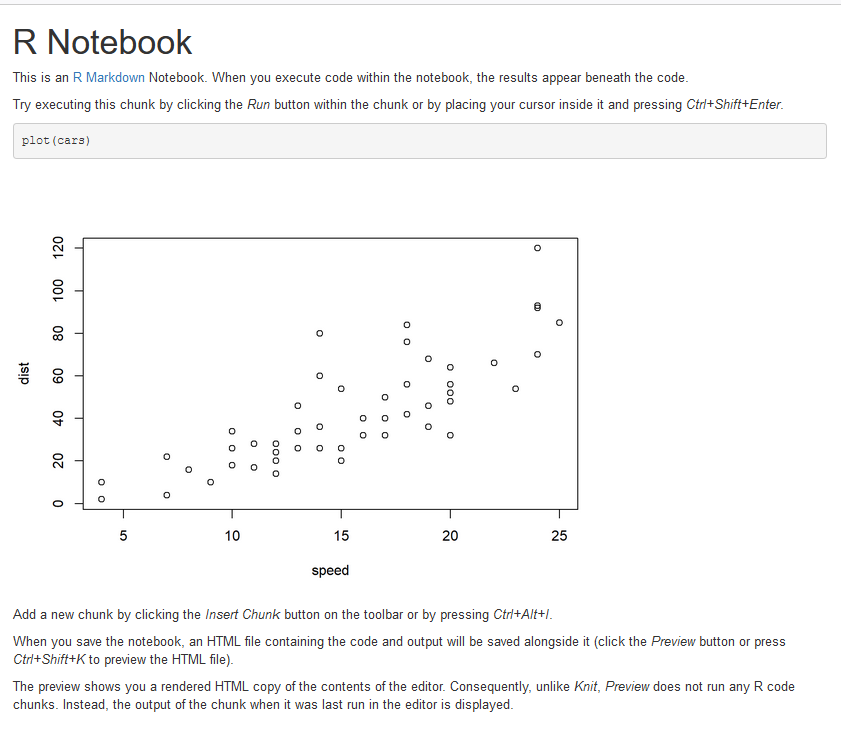 R Notebook
This is an R Markdown Notebook. When you execute code within the notebook, the results appear beneath the code.
Try executing this chunk by clicking the Run button within the chunk or by placing your cursor inside it and pressing Ctrl+Shift+Enter.
plot(cars)
120
100
80
60
40
20
0
dist
5 10 15 20 25
speed
Add a new chunk by clicking the Insert Chunk button on the toolbar or by pressing Ctrl+Alt+I.
When you save the notebook, an HTML file containing the code and output will be saved alongside it (click the Preview button or press
Ctrl+Shift+K to preview the HTML file).
The preview shows you a rendered HTML copy of the contents of the editor. Consequently, unlike Knit, Preview does not run any R code
chunks. Instead, the output of the chunk when it was last run in the editor is displayed.